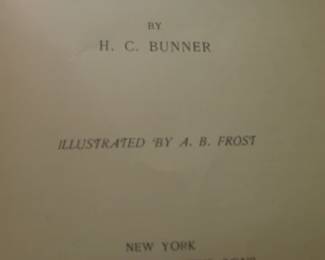 BY
H. C. BUNNER
ILLUSTRATED BY A. B. FROST
NEW YORK